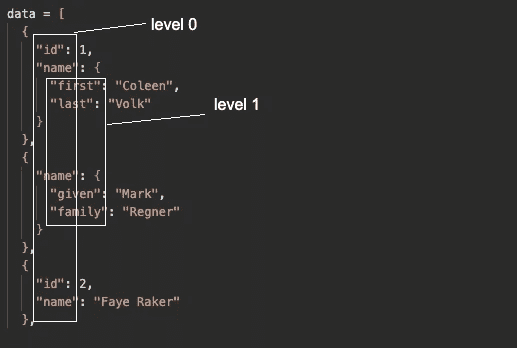 data = [
level 0
{
"id": 1,
"name": {
"first": "Coleen",
"last": "Volk"
level 1
}
},
{
"name": {
"given": "Mark",
"family": "Regner"
}
},
{
"id": 2,
"name": "Faye Raker"
},